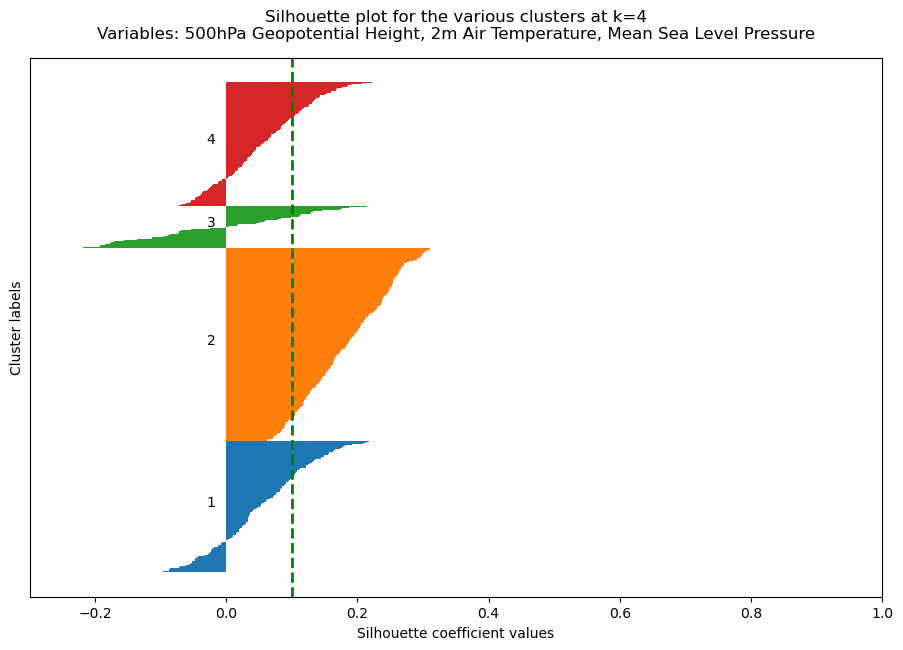 Silhouette plot for the various clusters at k=4
Variables: 500hPa Geopotential Height, 2m Air Temperature, Mean Sea Level Pressure
4
3
2
1
Cluster labels
−0.2 0.0 0.2 0.4 0.6 0.8 1.0
Silhouette coefficient values